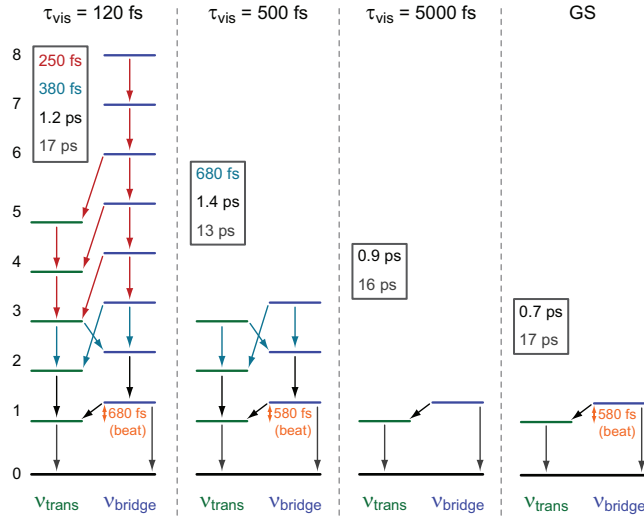 τvis = 120 fs
τvis = 500 fs
τvis = 5000 fs
GS
8
7
6
5
4
3
2
1
0
250 fs
380 fs
1.2 ps
17 ps
680 fs
(beat)
680 fs
1.4 ps
13 ps
580 fs
(beat)
0.9 ps
16 ps
0.7 ps
17 ps
580 fs
(beat)
νtrans νbridge
νtrans νbridge
νtrans νbridge
νtrans νbridge